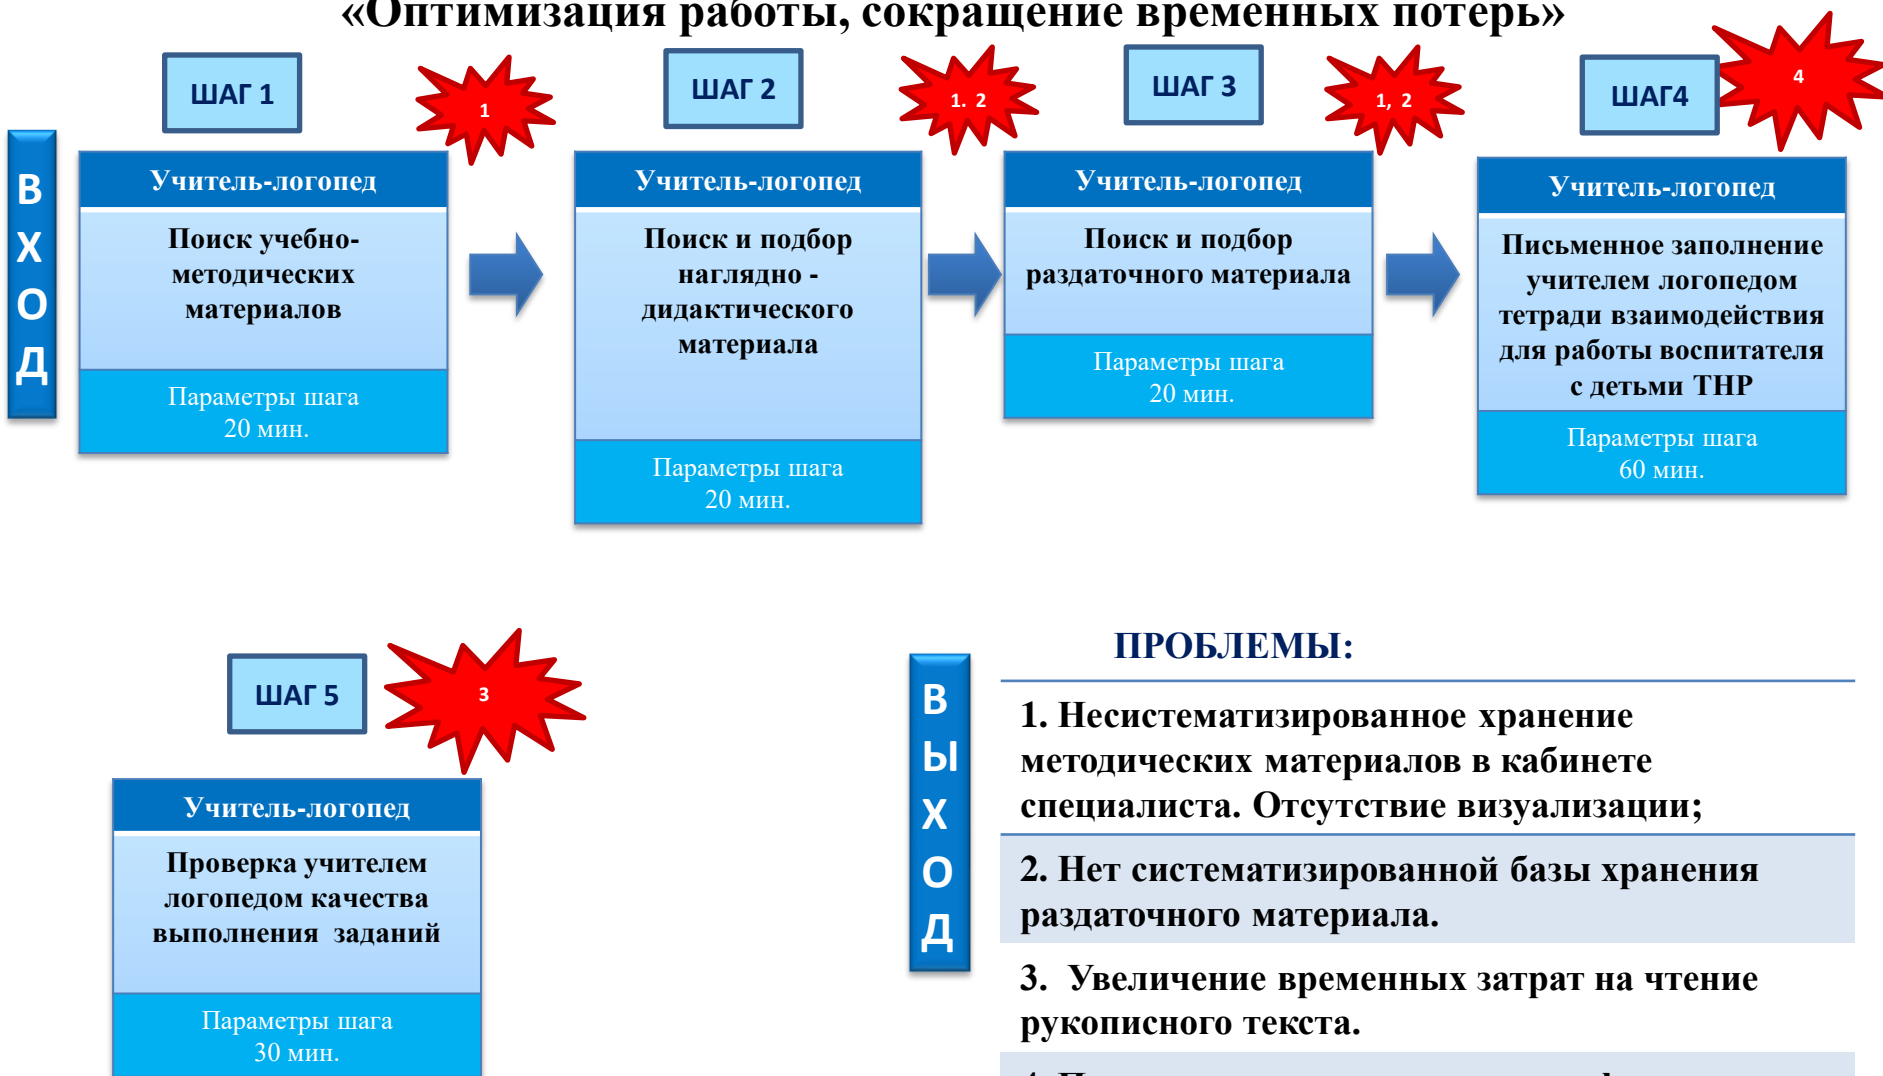 «Оптимизация работы, сокращение временных потерь»
ШАГ 1
1
ШАГ 2
1. 2
ШАГ 3
1, 2
ШАГ4
4
ВХОД
Учитель-логопед
Поиск учебно-
методических
материалов
Параметры шага
20 мин.
Учитель-логопед
Поиск и подбор
наглядно -
дидактического
материала
Параметры шага
20 мин.
Учитель-логопед
Поиск и подбор
раздаточного материала
Параметры шага
20 мин.
Учитель-логопед
Письменное заполнение
учителем логопедом
тетради взаимодействия
для работы воспитателя
с детьми ТНР
Параметры шага
60 мин.
ШАГ 5
3
Учитель-логопед
Проверка учителем
логопедом качества
выполнения заданий
Параметры шага
30 мин.
ВЫХОД
ПРОБЛЕМЫ:
1. Несистематизированное хранение
методических материалов в кабинете
специалиста. Отсутствие визуализации;
2. Нет систематизированной базы хранения
раздаточного материала.
3. Увеличение временных затрат на чтение
рукописного текста.